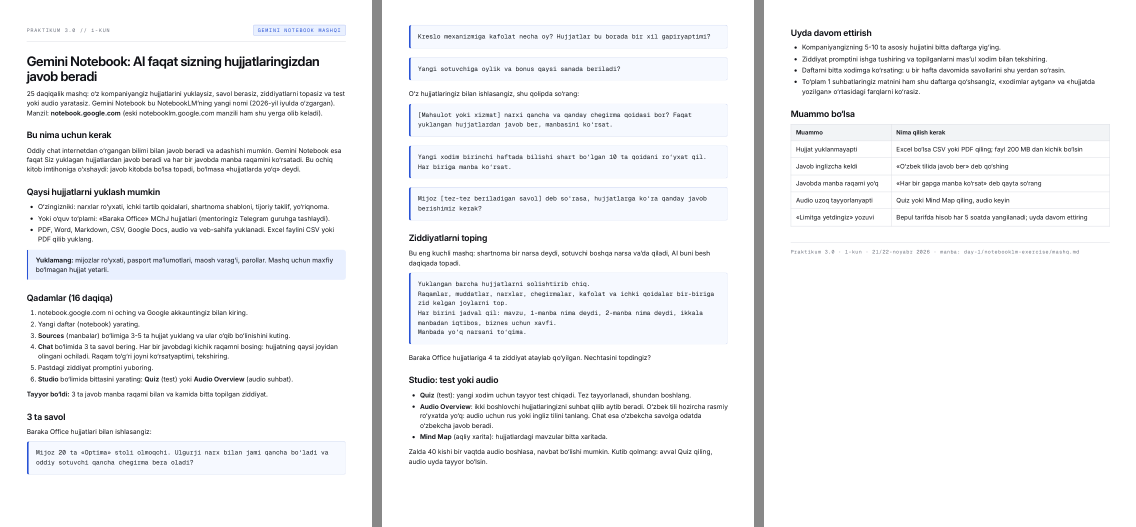 PRAKTIKUM 3.0 // 1-KUN
GEMINI NOTEBOOK MASHQI
Gemini Notebook: AI faqat sizning hujjatlaringizdan
javob beradi
25 daqiqalik mashq: o'z kompaniyangiz hujjatlarini yuklaysiz, savol berasiz, ziddiyatlarni topasiz va test
yoki audio yaratasiz. Gemini Notebook bu NotebookLM'ning yangi nomi (2026-yil iyulda o'zgargan).
Manzil: notebook.google.com (eski notebooklm.google.com manzili ham shu yerga olib keladi).
Bu nima uchun kerak
Oddiy chat internetdan o'rgangan bilimi bilan javob beradi va adashishi mumkin. Gemini Notebook esa
faqat Siz yuklagan hujjatlardan javob beradi va har bir javobda manba raqamini ko'rsatadi. Bu ochiq
kitob imtihoniga o'xshaydi: javob kitobda bo'lsa topadi, bo'lmasa «hujjatlarda yo'q» deydi.
Qaysi hujjatlarni yuklash mumkin
• O'zingizniki: narxlar ro'yxati, ichki tartib qoidalari, shartnoma shabloni, tijoriy taklif, yo'riqnoma.
• Yoki o'quv to'plami: «Baraka Office» MChJ hujjatlari (mentoringiz Telegram guruhga tashlaydi).
• PDF, Word, Markdown, CSV, Google Docs, audio va veb-sahifa yuklanadi. Excel faylini CSV yoki
PDF qilib yuklang.
Yuklamang: mijozlar ro'yxati, pasport ma'lumotlari, maosh varag'i, parollar. Mashq uchun maxfiy
bo'lmagan hujjat yetarli.
Qadamlar (16 daqiqa)
1. notebook.google.com ni oching va Google akkauntingiz bilan kiring.
2. Yangi daftar (notebook) yarating.
3. Sources (manbalar) bo'limiga 3-5 ta hujjat yuklang va ular o'qib bo'linishini kuting.
4. Chat bo'limida 3 ta savol bering. Har bir javobdagi kichik raqamni bosing: hujjatning qaysi joyidan
olingani ochiladi. Raqam to'g'ri joyni ko'rsatyaptimi, tekshiring.
5. Pastdagi ziddiyat promptini yuboring.
6. Studio bo'limida bittasini yarating: Quiz (test) yoki Audio Overview (audio suhbat).
Tayyor bo'ldi: 3 ta javob manba raqami bilan va kamida bitta topilgan ziddiyat.
3 ta savol
Baraka Office hujjatlari bilan ishlasangiz:
Mijoz 20 ta «Optima» stoli olmoqchi. Ulgurji narx bilan jami qancha bo'ladi va
oddiy sotuvchi qancha chegirma bera oladi?
Kreslo mexanizmiga kafolat necha oy? Hujjatlar bu borada bir xil gapiryaptimi?
Yangi sotuvchiga oylik va bonus qaysi sanada beriladi?
O'z hujjatlaringiz bilan ishlasangiz, shu qolipda so'rang:
[Mahsulot yoki xizmat] narxi qancha va qanday chegirma qoidasi bor? Faqat
yuklangan hujjatlardan javob ber, manbasini ko'rsat.
Yangi xodim birinchi haftada bilishi shart bo'lgan 10 ta qoidani ro'yxat qil.
Har biriga manba ko'rsat.
Mijoz [tez-tez beriladigan savol] deb so'rasa, hujjatlarga ko'ra qanday javob
berishimiz kerak?
Ziddiyatlarni toping
Bu eng kuchli mashq: shartnoma bir narsa deydi, sotuvchi boshqa narsa va'da qiladi, AI buni besh
daqiqada topadi.
Yuklangan barcha hujjatlarni solishtirib chiq.
Raqamlar, muddatlar, narxlar, chegirmalar, kafolat va ichki qoidalar bir-biriga
zid kelgan joylarni top.
Har birini jadval qil: mavzu, 1-manba nima deydi, 2-manba nima deydi, ikkala
manbadan iqtibos, biznes uchun xavfi.
Manbada yo'q narsani to'qima.
Baraka Office hujjatlariga 4 ta ziddiyat ataylab qo'yilgan. Nechtasini topdingiz?
Studio: test yoki audio
• Quiz (test): yangi xodim uchun tayyor test chiqadi. Tez tayyorlanadi, shundan boshlang.
• Audio Overview: ikki boshlovchi hujjatlaringizni suhbat qilib aytib beradi. O'zbek tili hozircha rasmiy
ro'yxatda yo'q: audio uchun rus yoki ingliz tilini tanlang. Chat esa o'zbekcha savolga odatda
o'zbekcha javob beradi.
• Mind Map (aqliy xarita): hujjatlardagi mavzular bitta xaritada.
Zalda 40 kishi bir vaqtda audio boshlasa, navbat bo'lishi mumkin. Kutib qolmang: avval Quiz qiling,
audio uyda tayyor bo'lsin.
Uyda davom ettirish
• Kompaniyangizning 5-10 ta asosiy hujjatini bitta daftarga yig'ing.
• Ziddiyat promptini ishga tushiring va topilganlarni mas'ul xodim bilan tekshiring.
• Daftarni bitta xodimga ko'rsating: u bir hafta davomida savollarini shu yerdan so'rasin.
• To'plam 1 suhbatlaringiz matnini ham shu daftarga qo'shsangiz, «xodimlar aytgan» va «hujjatda
yozilgan» o'rtasidagi farqlarni ko'rasiz.
Muammo bo'lsa
Muammo Nima qilish kerak
Hujjat yuklanmayapti Excel bo'lsa CSV yoki PDF qiling; fayl 200 MB dan kichik bo'lsin
Javob inglizcha keldi «O'zbek tilida javob ber» deb qo'shing
Javobda manba raqami yo'q «Har bir gapga manba ko'rsat» deb qayta so'rang
Audio uzoq tayyorlanyapti Quiz yoki Mind Map qiling, audio keyin
«Limitga yetdingiz» yozuvi Bepul tarifda hisob har 5 soatda yangilanadi; uyda davom ettiring
Praktikum 3.0 · 1-kun · 21/22-noyabr 2026 · manba: day-1/notebooklm-exercise/mashq.md